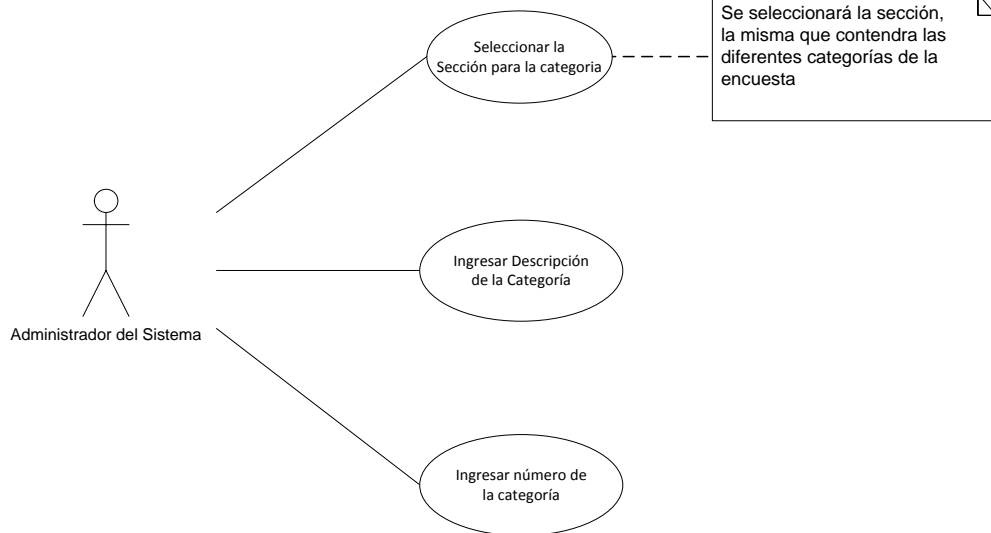 Seleccionar la
Sección para la categoria
Se seleccionará la sección,
la misma que contendra las
diferentes categorías de la
encuesta
Ingresar Descripción
de la Categoría
Administrador del Sistema
Ingresar número de
la categoría